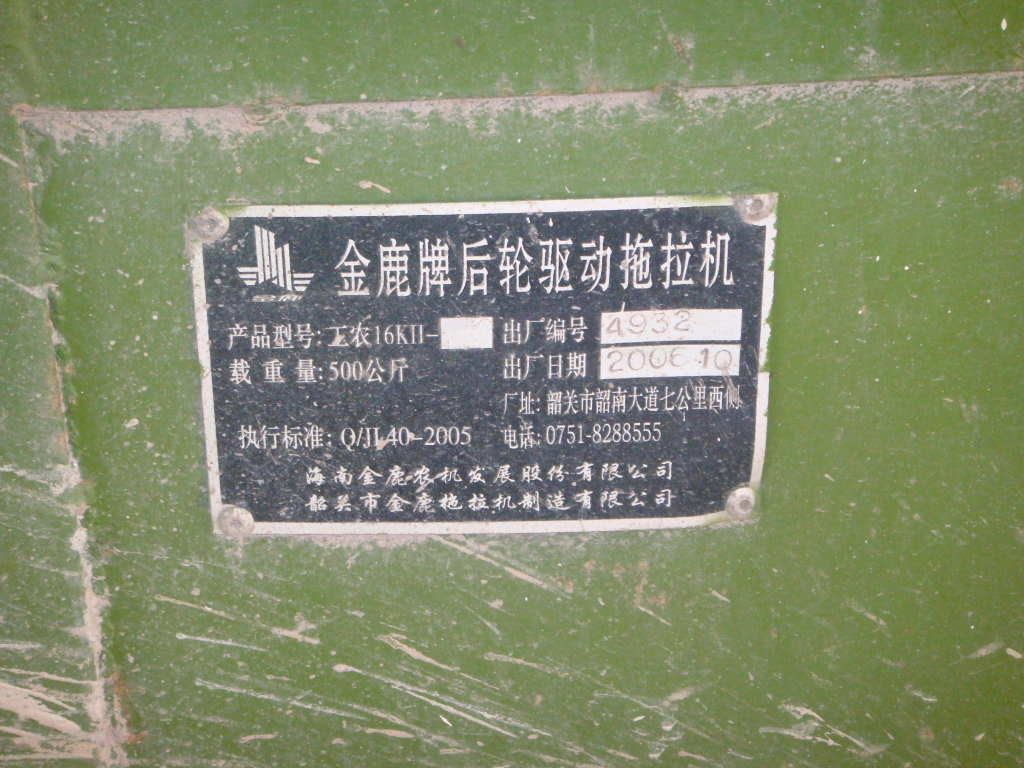 金鹿牌后轮驱动拖拉机
产品型号:工农16KII- 出厂编号 4932
载重量:500公斤 出厂日期 2006 10
厂址:韶关市韶南大道七公里西侧
执行标准:Q/JL40-2005 电话:0751-8288555
海南金鹿农机发展股份有限公司
韶关市金鹿拖拉机制造有限公司